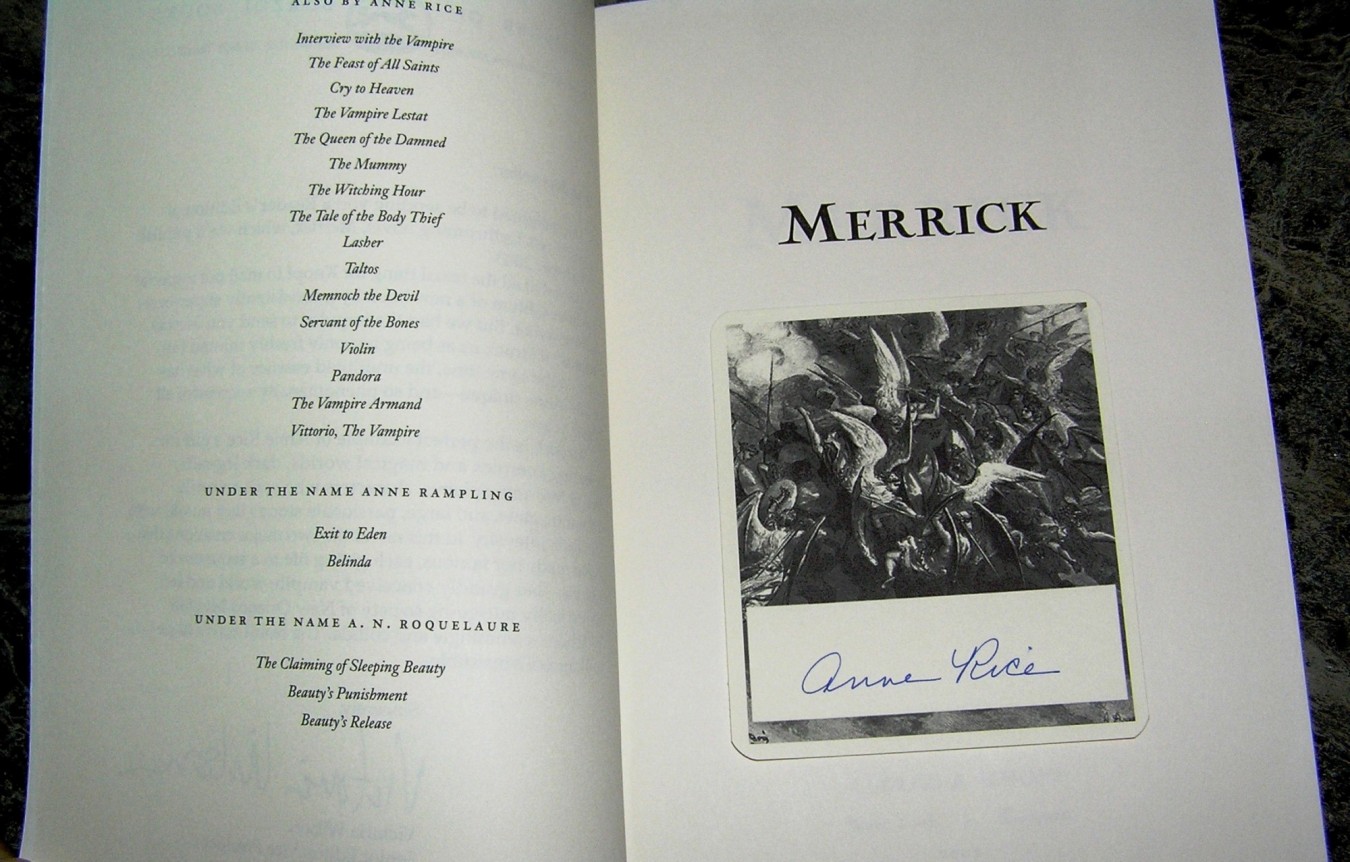 ALSO BY ANNE RICE
Interview with the Vampire
The Feast of All Saints
Cry to Heaven
The Vampire Lestat
The Queen of the Damned
The Mummy
The Witching Hour
The Tale of the Body Thief
Lasher
Taltos
Memnoch the Devil
Servant of the Bones
Violin
Pandora
The Vampire Armand
Vittorio, The Vampire
UNDER THE NAME ANNE RAMPLING
Exit to Eden
Belinda
UNDER THE NAME A. N. ROQUELAURE
The Claiming of Sleeping Beauty
Beauty's Punishment
Beauty's Release
MERRICK
Anne Rice